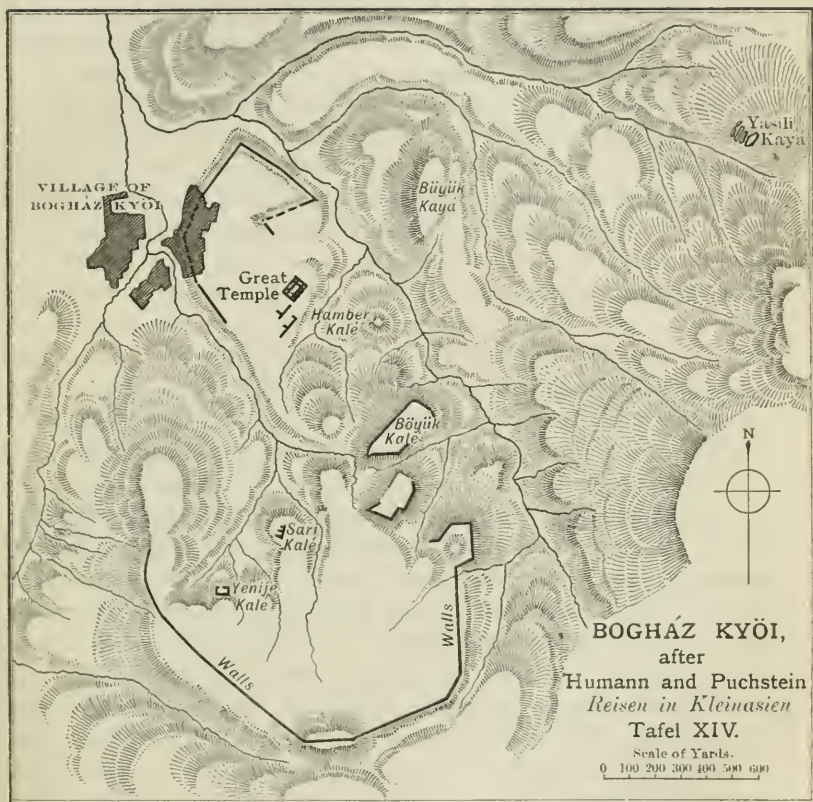 Yasili
Kaya
VILLAGE OF
BOGHÁZ KYÖI
Büyük
Kaya
Great
Temple
Hamber
Kale
Böyük
Kale
N
Sari
Kale
Yenije
Kale
Walls
Walls
BOGHÁZ KYÖI,
after
Humann and Puchstein
Reisen in Kleinasien
Tafel XIV.
Scale of Yards.
0 100 200 300 400 500 600